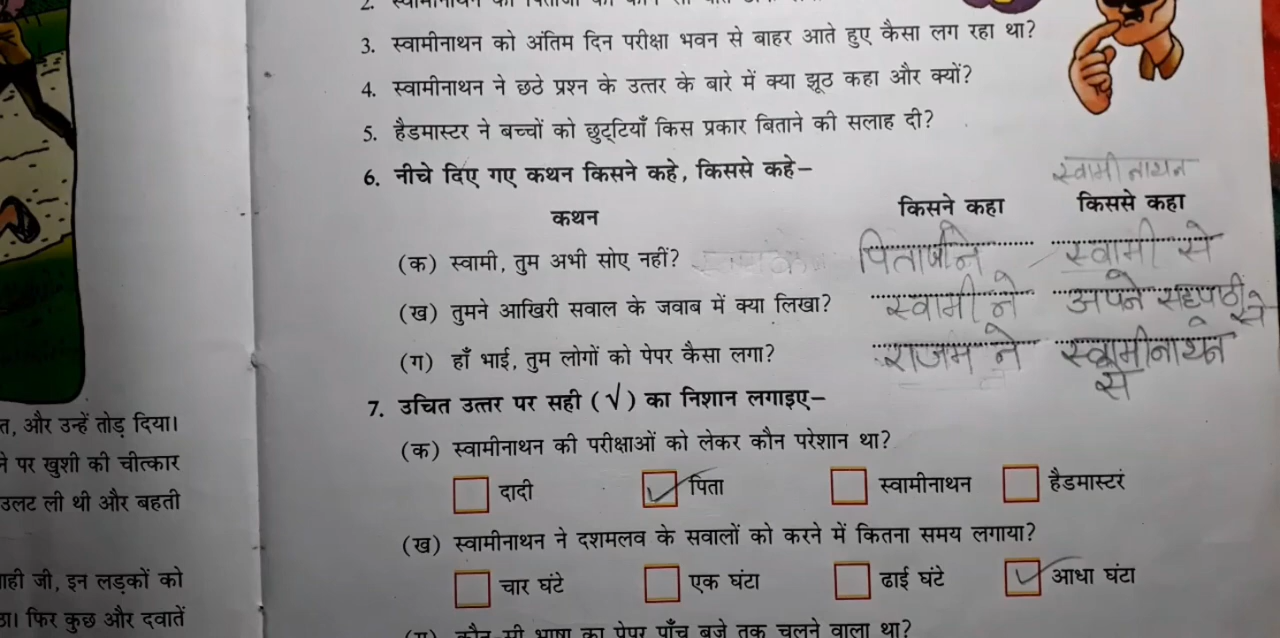 3. स्वामीनाथन को अंतिम दिन परीक्षा भवन से बाहर आते हुए कैसा लग रहा था?
4. स्वामीनाथन ने छठे प्रश्न के उत्तर के बारे में क्या झूठ कहा और क्यों?
5. हैडमास्टर ने बच्चों को छुट्टियाँ किस प्रकार बिताने की सलाह दी?
6. नीचे दिए गए कथन किसने कहे, किससे कहे–
स्वामीनाथन
कथन किसने कहा किससे कहा
(क) स्वामी, तुम अभी सोए नहीं? पिताजीने स्वामी से
(ख) तुमने आखिरी सवाल के जवाब में क्या लिखा? स्वामी ने अपने सहपाठी से
(ग) हाँ भाई, तुम लोगों को पेपर कैसा लगा? राजम ने स्वामीनाथन से
7. उचित उत्तर पर सही (√) का निशान लगाइए–
(क) स्वामीनाथन की परीक्षाओं को लेकर कौन परेशान था?
दादी पिता स्वामीनाथन हैडमास्टर
(ख) स्वामीनाथन ने दशमलव के सवालों को करने में कितना समय लगाया?
चार घंटे एक घंटा ढाई घंटे आधा घंटा
कौन सी भाषा का पेपर पाँच बजे तक चलने वाला था?
और उन्हें तोड़ दिया।
पर खुशी की चीत्कार
उलट ली थी और बहती
जी, इन लड़कों को
फिर कुछ और दवातें